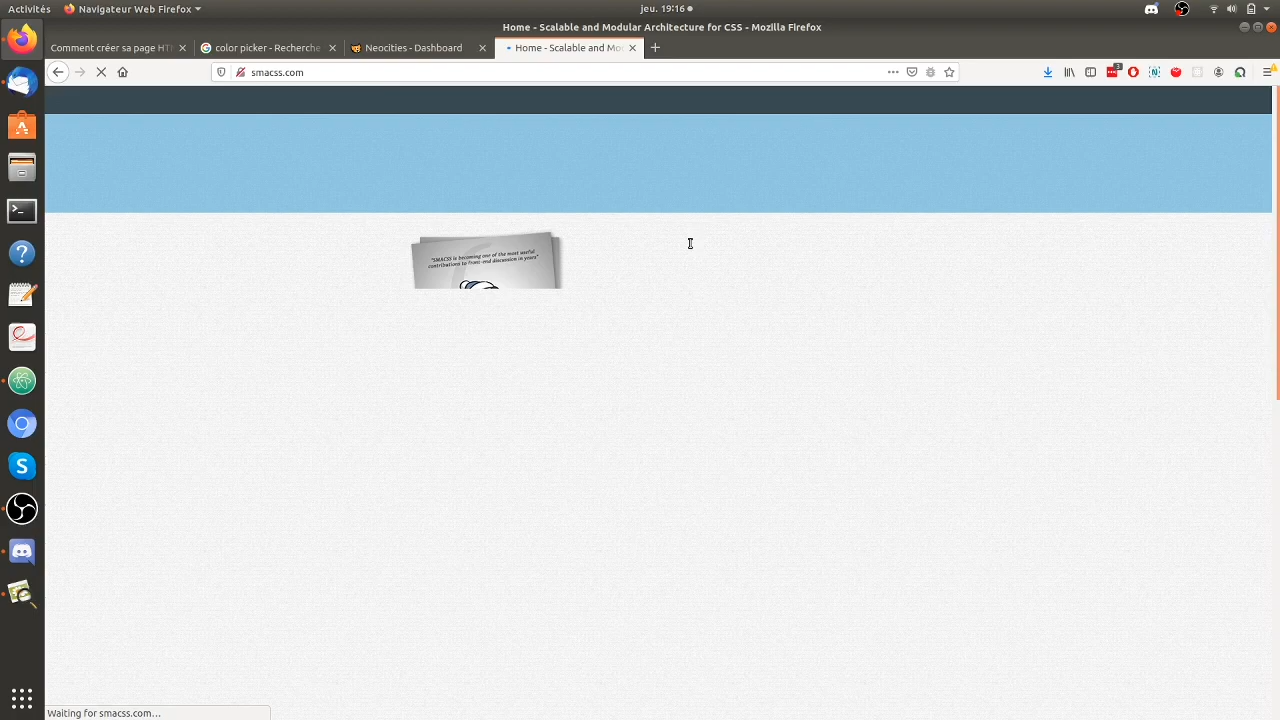 Activités
Navigateur Web Firefox
jeu. 19:16
Home - Scalable and Modular Architecture for CSS - Mozilla Firefox
Comment créer sa page HT
color picker - Recherche
Neocities - Dashboard
Home - Scalable and Mod
smacss.com
3
"SMACSS is becoming one of the most useful
contributions to front-end discussion in years"
Waiting for smacss.com…